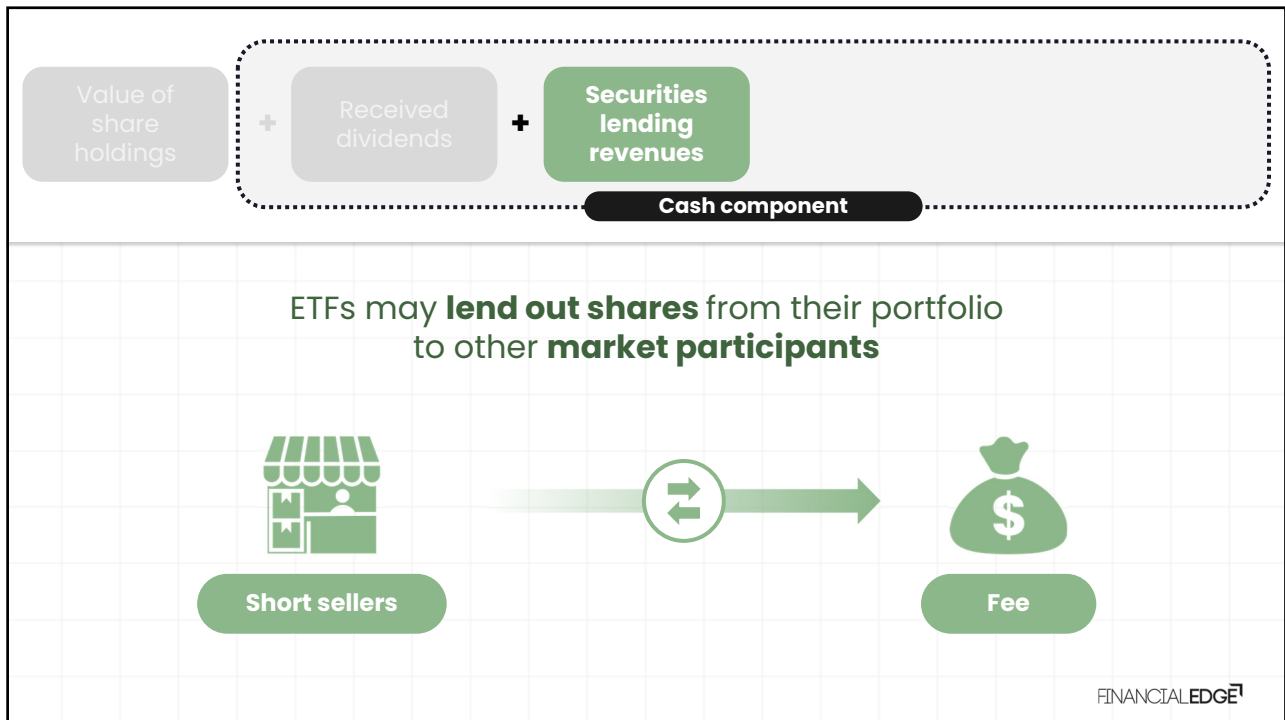 Value of
share
holdings
+
Received
dividends
+
Securities
lending
revenues
Cash component
ETFs may lend out shares from their portfolio
to other market participants
$
Short sellers
Fee
FINANCIALEDGE